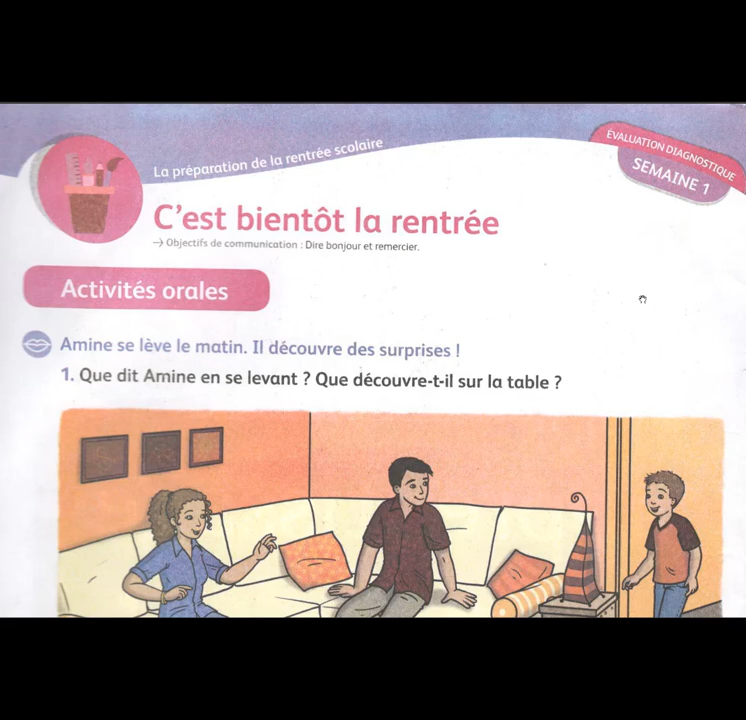 La préparation de la rentrée scolaire
ÉVALUATION DIAGNOSTIQUE
SEMAINE 1
C'est bientôt la rentrée
→ Objectifs de communication : Dire bonjour et remercier.
Activités orales
Amine se lève le matin. Il découvre des surprises !
1. Que dit Amine en se levant ? Que découvre-t-il sur la table ?